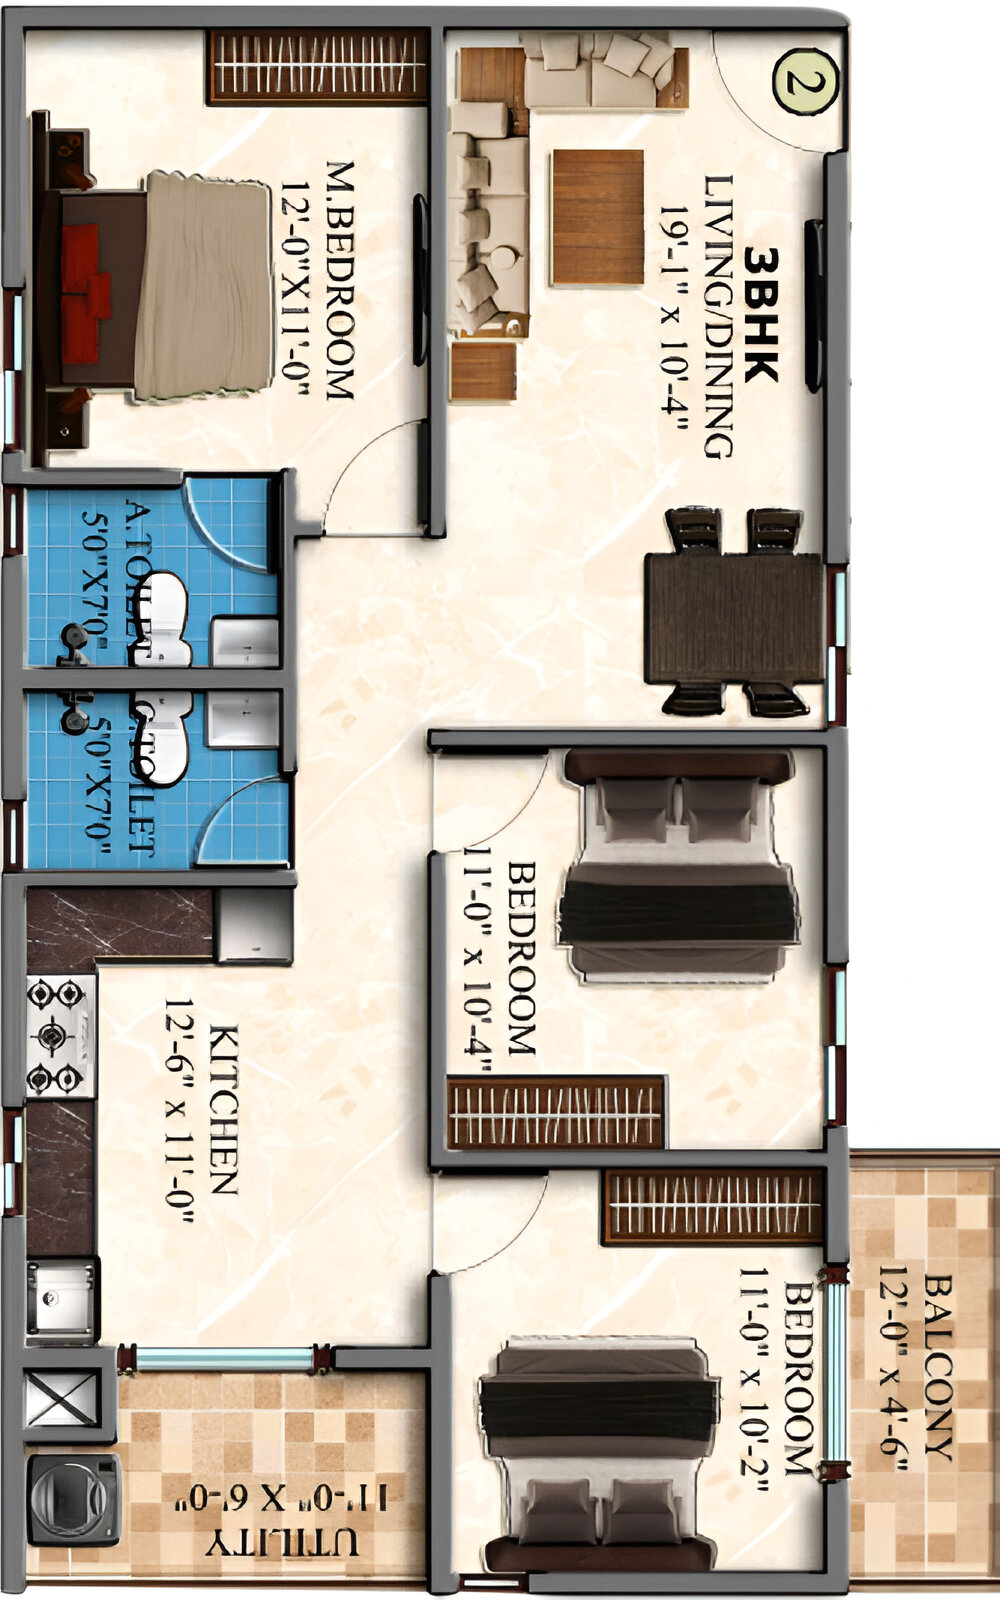 2
3BHK
LIVING/DINING
19'-1" x 10'-4"
M.BEDROOM
12'-0"X11'-0"
A.TOILET
5'0"X7'0"
C.TOILET
5'0"X7'0"
BEDROOM
11'-0" x 10'-4"
KITCHEN
12'-6" x 11'-0"
BEDROOM
11'-0" x 10'-2"
BALCONY
12'-0" x 4'-6"
UTILITY
11'-0" X 6'-0"